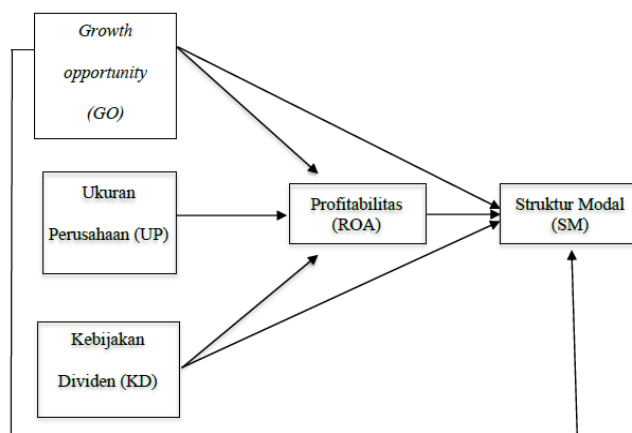 Growth
opportunity
(GO)
Ukuran
Perusahaan (UP)
Profitabilitas
(ROA)
Struktur Modal
(SM)
Kebijakan
Dividen (KD)